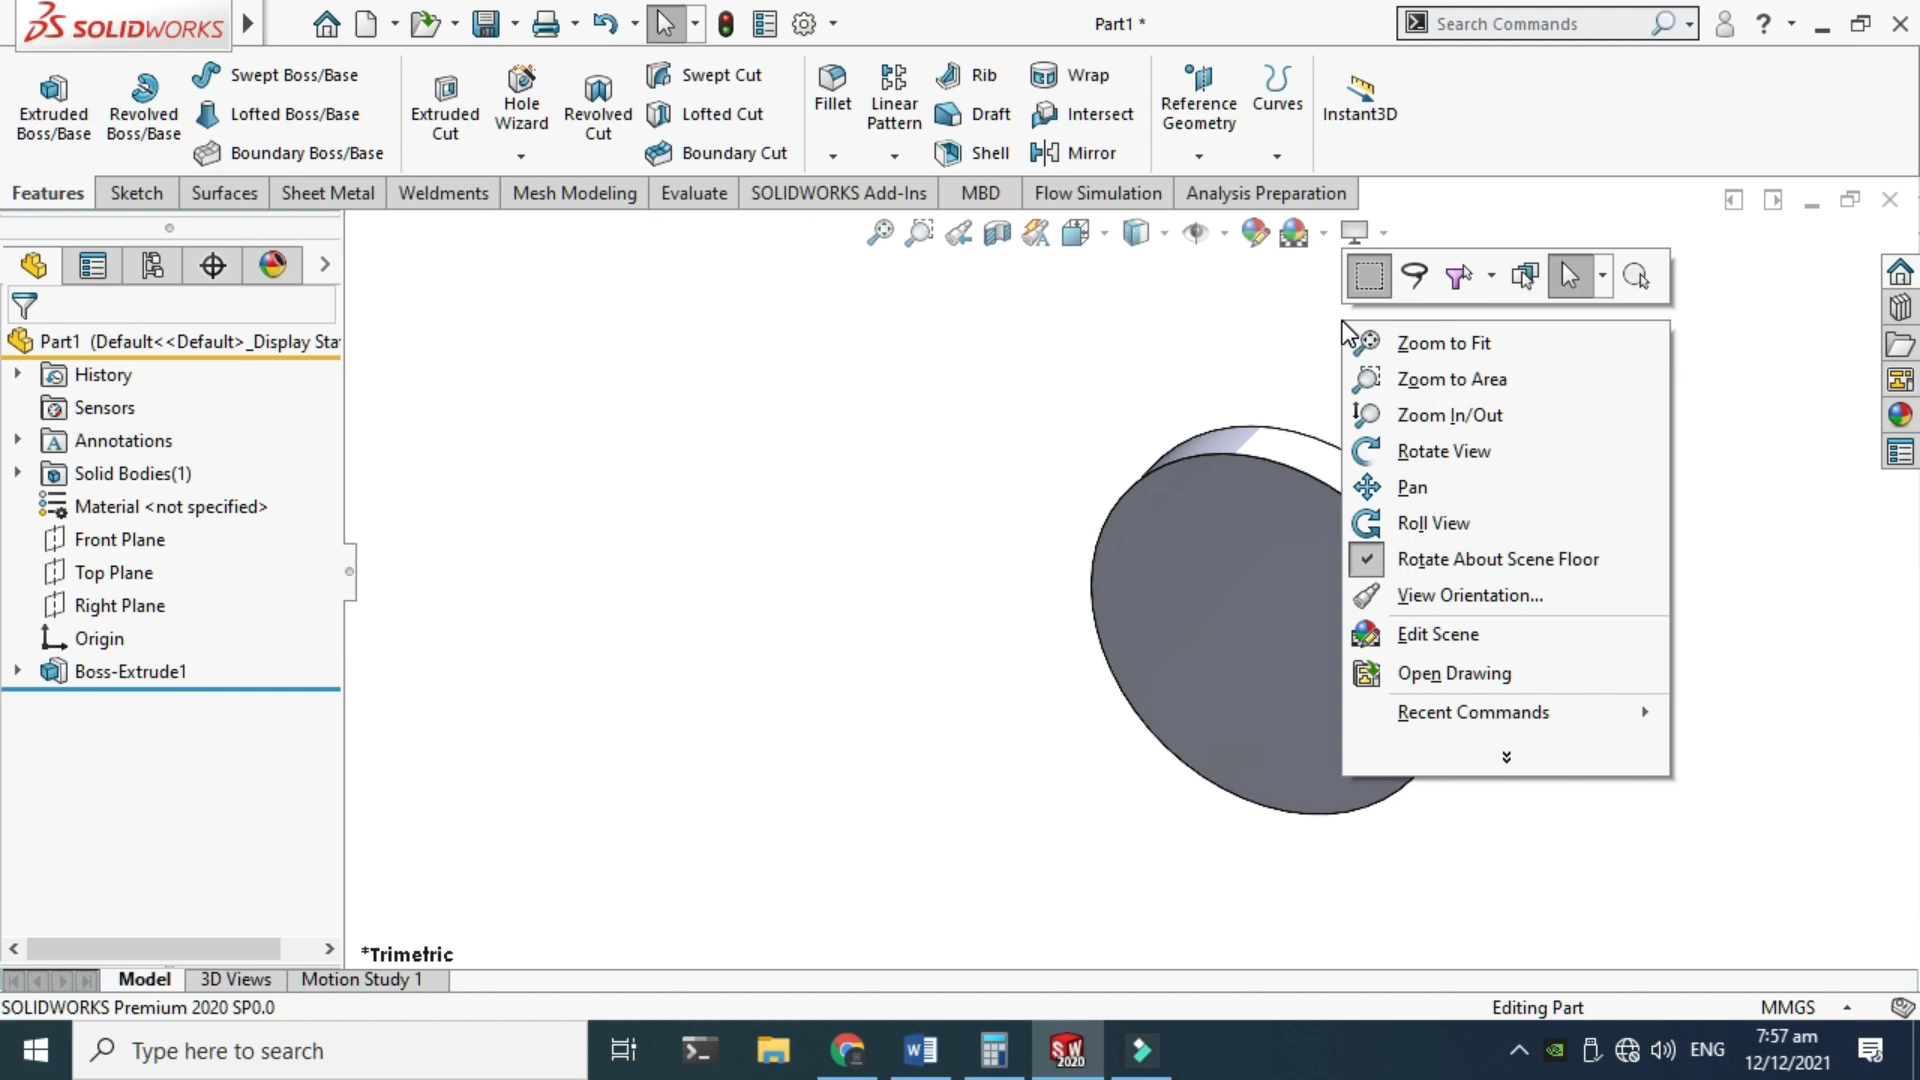 SOLIDWORKS
Part1 *
Search Commands
Extruded Boss/Base
Revolved Boss/Base
Swept Boss/Base
Lofted Boss/Base
Boundary Boss/Base
Extruded Cut
Hole Wizard
Revolved Cut
Swept Cut
Lofted Cut
Boundary Cut
Fillet
Linear Pattern
Rib
Draft
Shell
Wrap
Intersect
Mirror
Reference Geometry
Curves
Instant3D
Features
Sketch
Surfaces
Sheet Metal
Weldments
Mesh Modeling
Evaluate
SOLIDWORKS Add-Ins
MBD
Flow Simulation
Analysis Preparation
Part1 (Default<<Default>_Display Sta
History
Sensors
Annotations
Solid Bodies(1)
Material <not specified>
Front Plane
Top Plane
Right Plane
Origin
Boss-Extrude1
Zoom to Fit
Zoom to Area
Zoom In/Out
Rotate View
Pan
Roll View
Rotate About Scene Floor
View Orientation...
Edit Scene
Open Drawing
Recent Commands
*Trimetric
Model
3D Views
Motion Study 1
SOLIDWORKS Premium 2020 SP0.0
Editing Part
MMGS
Type here to search
SW
2020
ENG
7:57 am
12/12/2021